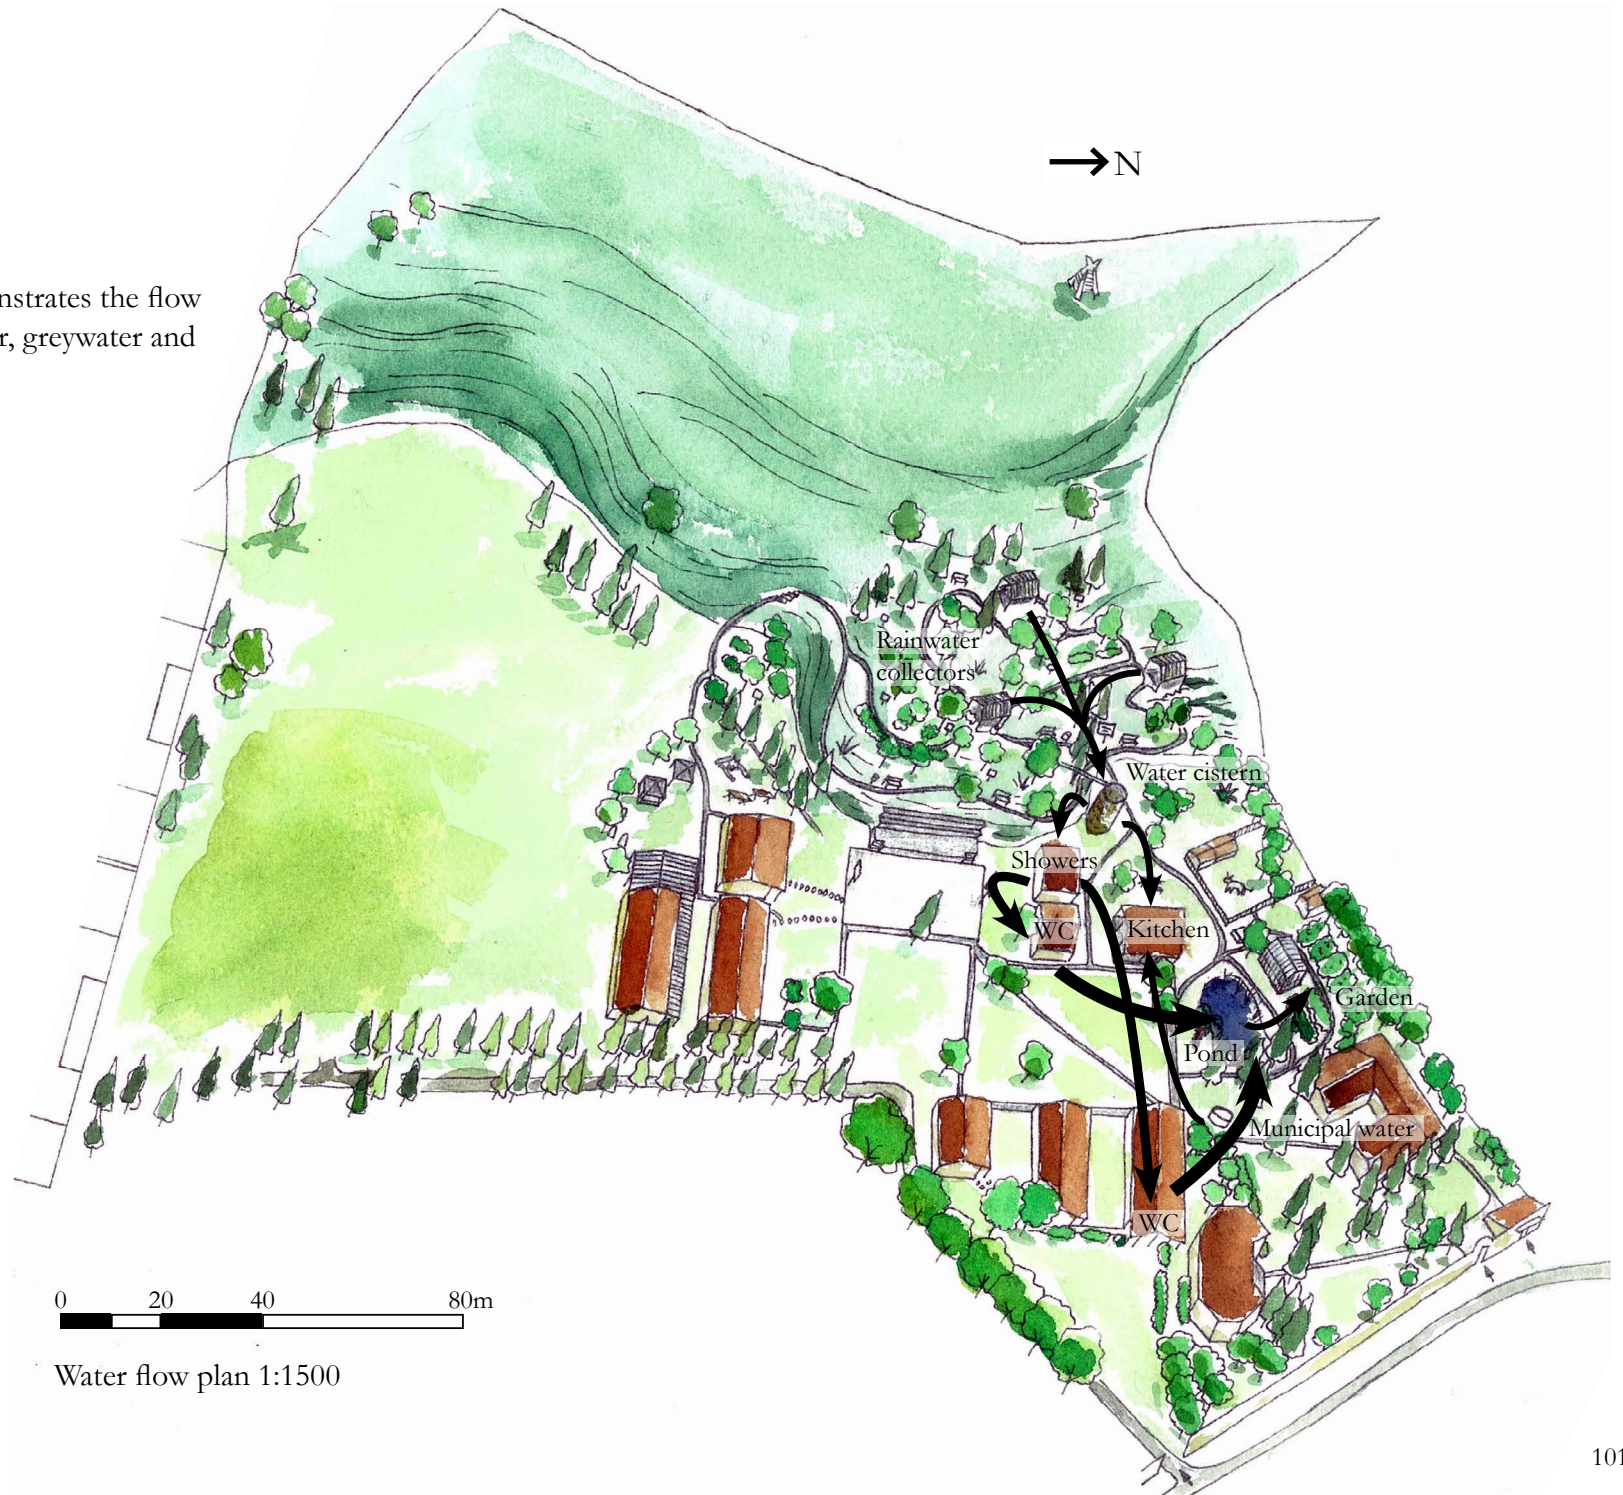 N
nstrates the flow
r, greywater and
Rainwater
collectors
Water cistern
Showers
WC
Kitchen
Garden
Pond
Municipal water
WC
0 20 40 80m
Water flow plan 1:1500
101